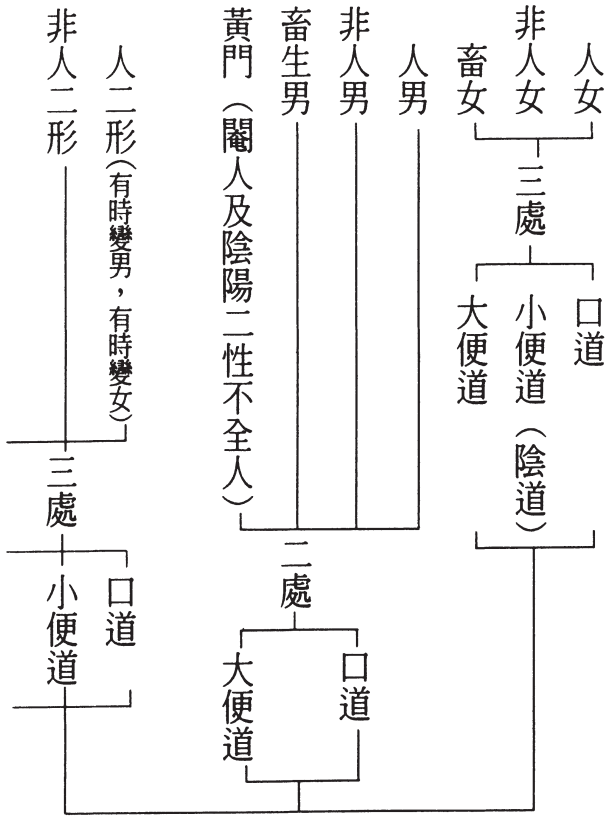 人女
非人女
畜女
三處
口道
小便道（陰道）
大便道
人男
非人男
畜生男
黃門（閹人及陰陽二性不全人）
二處
口道
大便道
人二形（有時變男，有時變女）
非人二形
三處
口道
小便道